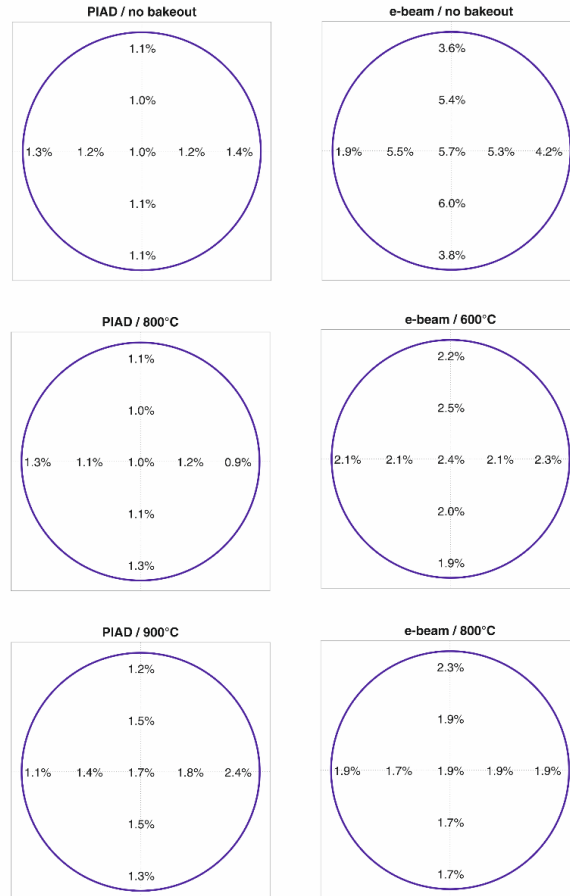 PIAD / no bakeout
1.1%
1.0%
1.3% 1.2% 1.0% 1.2% 1.4%
1.1%
1.1%
e-beam / no bakeout
3.6%
5.4%
1.9% 5.5% 5.7% 5.3% 4.2%
6.0%
3.8%
PIAD / 800°C
1.1%
1.0%
1.3% 1.1% 1.0% 1.2% 0.9%
1.1%
1.3%
e-beam / 600°C
2.2%
2.5%
2.1% 2.1% 2.4% 2.1% 2.3%
2.0%
1.9%
PIAD / 900°C
1.2%
1.5%
1.1% 1.4% 1.7% 1.8% 2.4%
1.5%
1.3%
e-beam / 800°C
2.3%
1.9%
1.9% 1.7% 1.9% 1.9% 1.9%
1.7%
1.7%